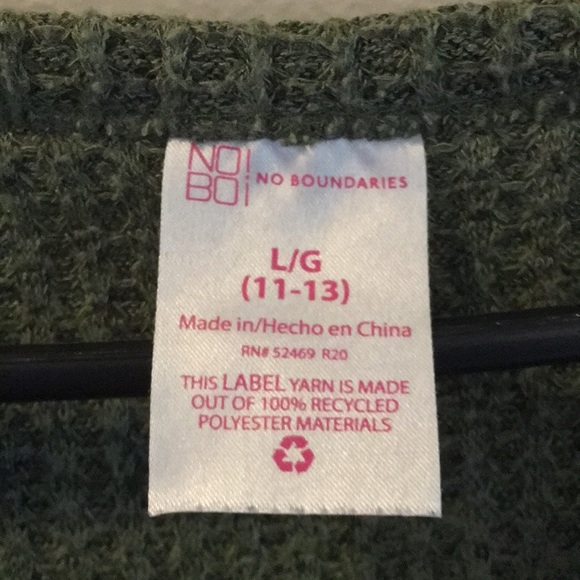 NO
BO
NO BOUNDARIES
L/G
(11-13)
Made in/Hecho en China
RN# 52469 R20
THIS LABEL YARN IS MADE
OUT OF 100% RECYCLED
POLYESTER MATERIALS